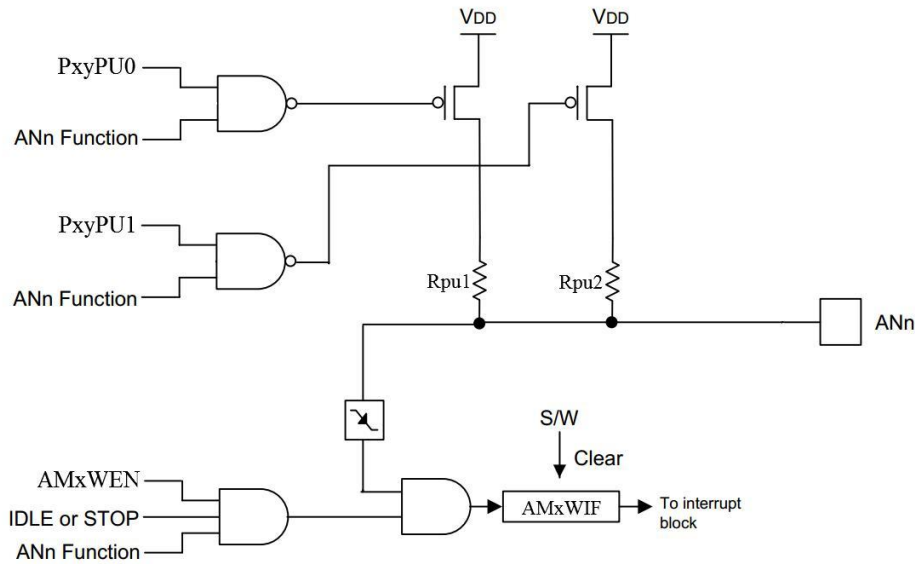 VDD
VDD
PxyPU0
ANn Function
PxyPU1
ANn Function
Rpu1
Rpu2
ANn
S/W
Clear
AMxWEN
IDLE or STOP
ANn Function
AMxWIF
To interrupt
block